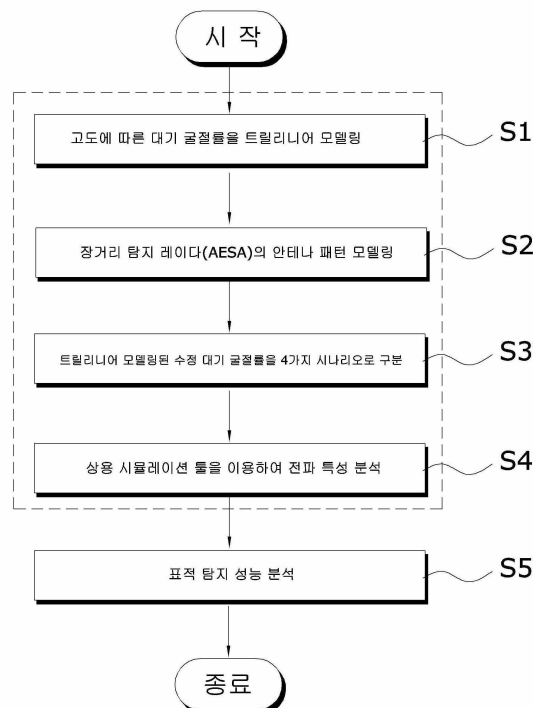 시 작
고도에 따른 대기 굴절률을 트릴리니어 모델링
S1
장거리 탐지 레이다(AESA)의 안테나 패턴 모델링
S2
트릴리니어 모델링된 수정 대기 굴절률을 4가지 시나리오로 구분
S3
상용 시뮬레이션 툴을 이용하여 전파 특성 분석
S4
표적 탐지 성능 분석
S5
종료